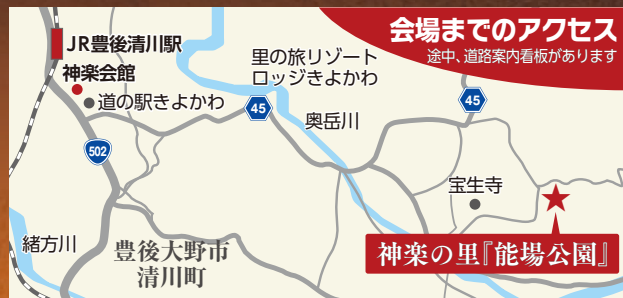 会場までのアクセス
途中、道路案内看板があります
JR豊後清川駅
神楽会館
道の駅きよかわ
里の旅リゾート
ロッジきよかわ
45
45
奥岳川
502
宝生寺
緒方川
豊後大野市
清川町
神楽の里『能場公園』